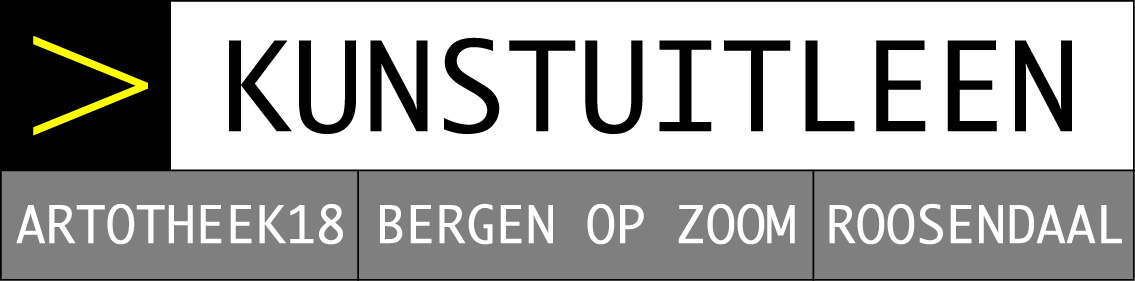 > KUNSTUITLEEN
ARTOTHEEK18 BERGEN OP ZOOM ROOSENDAAL